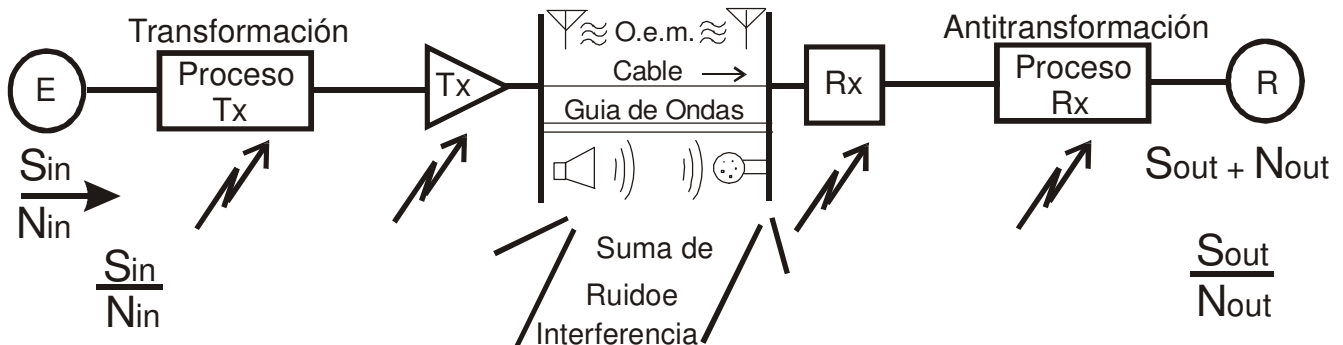 Transformación
Antitransformación
E
Proceso
Tx
Tx
O.e.m.
Cable
Guia de Ondas
Rx
Proceso
Rx
R
Sin
Nin
Sin
Nin
Suma de
Ruidoe
Interferencia
Sout + Nout
Sout
Nout